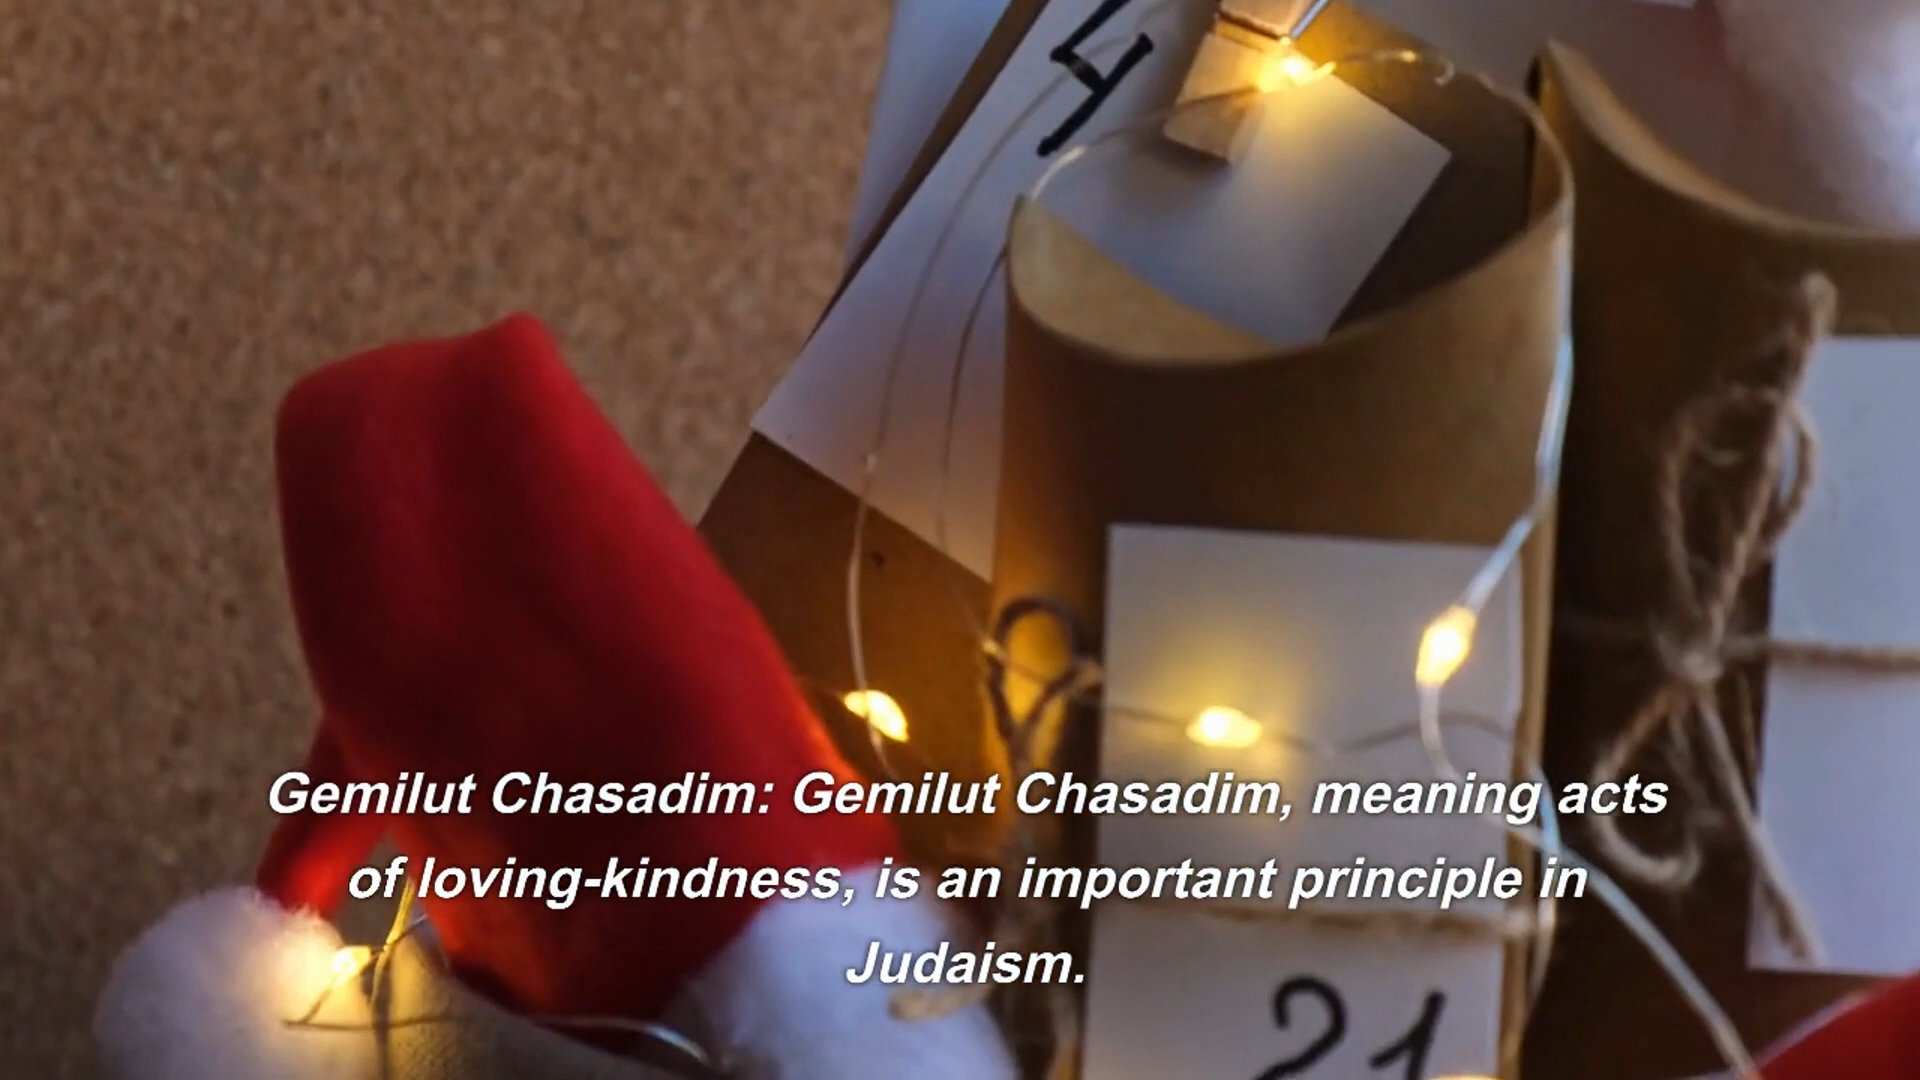 4
Gemilut Chasadim: Gemilut Chasadim, meaning acts
of loving-kindness, is an important principle in
Judaism.
21